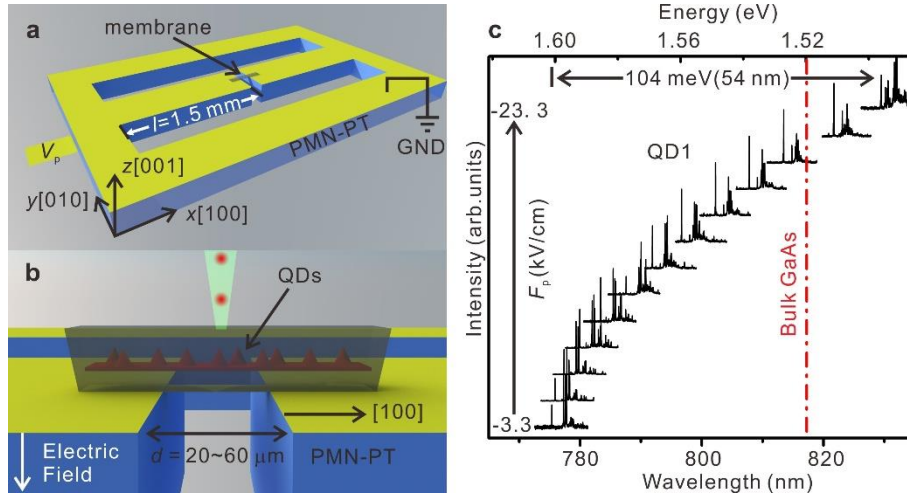 a
membrane
l=1.5 mm
PMN-PT
GND
Vp
z[001]
y[010]
x[100]
b
QDs
[100]
Electric
Field
d = 20~60 μm
PMN-PT
c
Energy (eV)
1.60
1.56
1.52
104 meV(54 nm)
-23.3
QD1
Fp(kV/cm)
Intensity (arb.units)
Bulk GaAs
-3.3
780
800
820
Wavelength (nm)